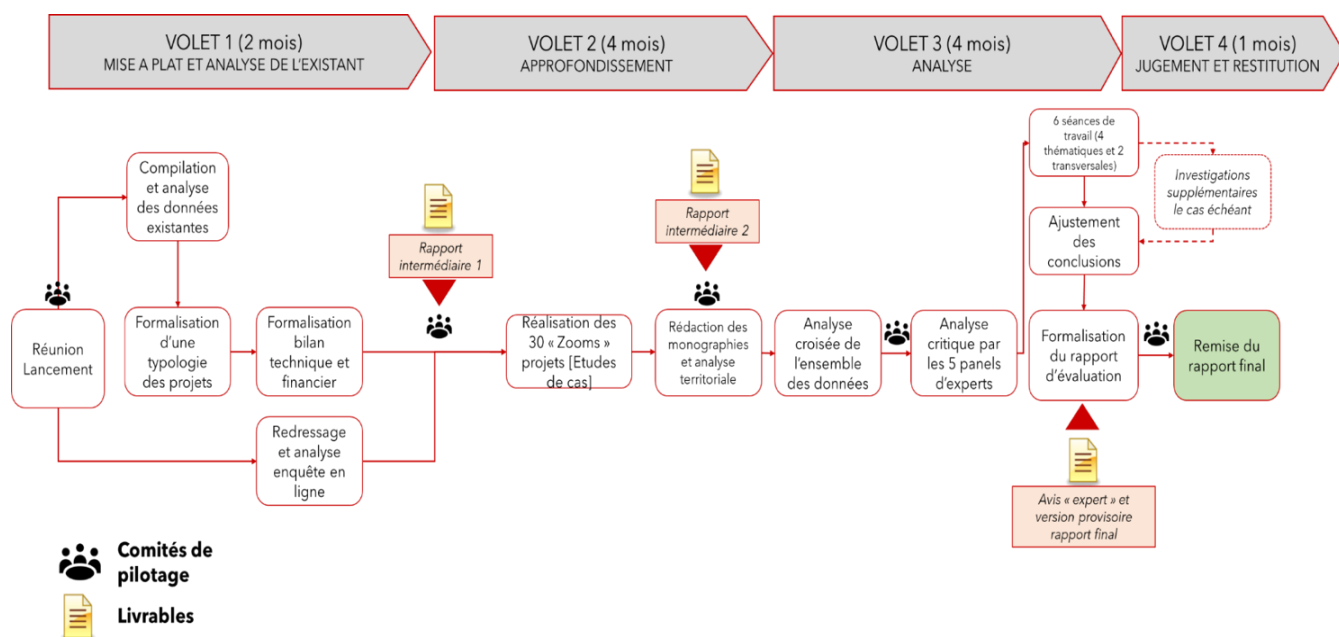 VOLET 1 (2 mois)
MISE A PLAT ET ANALYSE DE L'EXISTANT
VOLET 2 (4 mois)
APPROFONDISSEMENT
VOLET 3 (4 mois)
ANALYSE
VOLET 4 (1 mois)
JUGEMENT ET RESTITUTION
Compilation
et analyse
des données
existantes
Rapport
intermédiaire 1
Rapport
intermédiaire 2
6 séances de
travail (4
thématiques et 2
transversales)
Investigations
supplémentaires
le cas échéant
Ajustement
des
conclusions
Réunion
Lancement
Formalisation
d'une
typologie
des projets
Formalisation
bilan
technique et
financier
Réalisation des
30 « Zooms »
projets [Etudes de
cas]
Rédaction des
monographies
et analyse
territoriale
Analyse
croisée de
l'ensemble
des données
Analyse
critique par
les 5 panels
d'experts
Formalisation
du rapport
d'évaluation
Remise du
rapport final
Redressage
et analyse
enquête en
ligne
Avis « expert » et
version provisoire
rapport final
Comités de
pilotage
Livrables